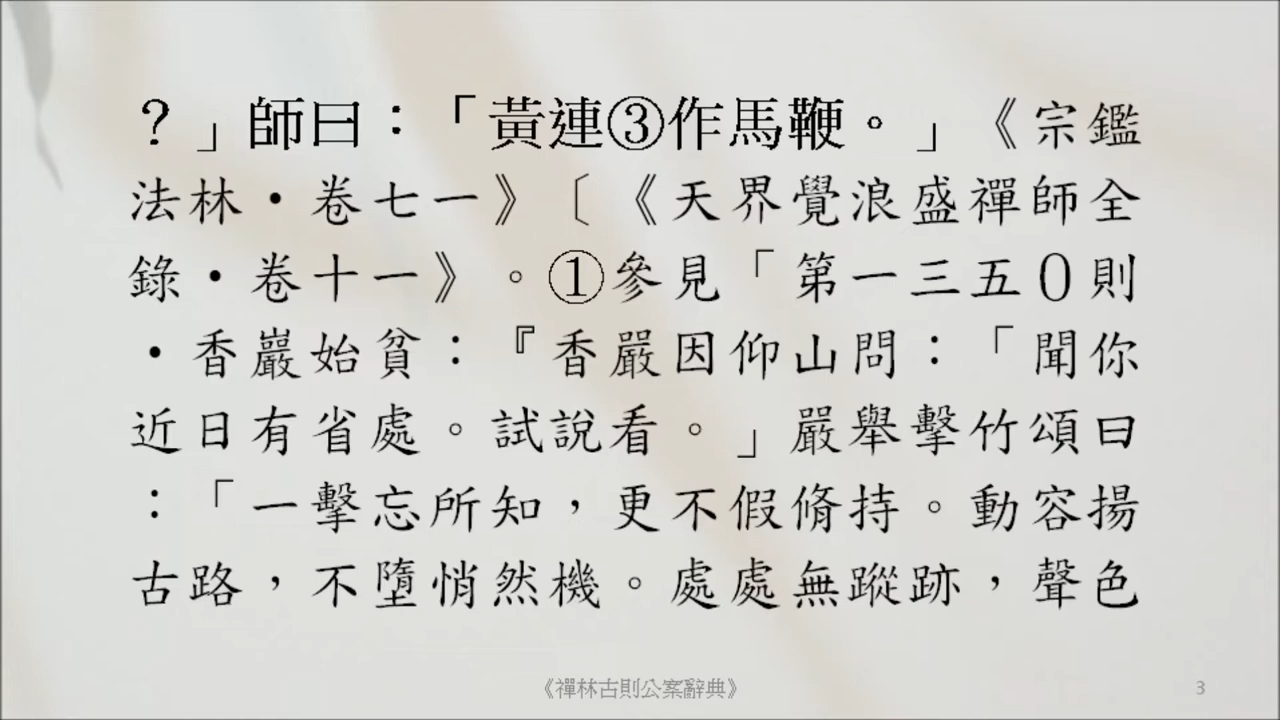 ？」師曰：「黃連③作馬鞭。」《宗鑑
法林·卷七一》〔《天界覺浪盛禪師全
錄·卷十一》。①參見「第一三五０則
·香巖始貧：『香嚴因仰山問：「聞你
近日有省處。試說看。」嚴舉擊竹頌曰
：「一擊忘所知，更不假脩持。動容揚
古路，不墮悄然機。處處無蹤跡，聲色
《禪林古則公案辭典》
3